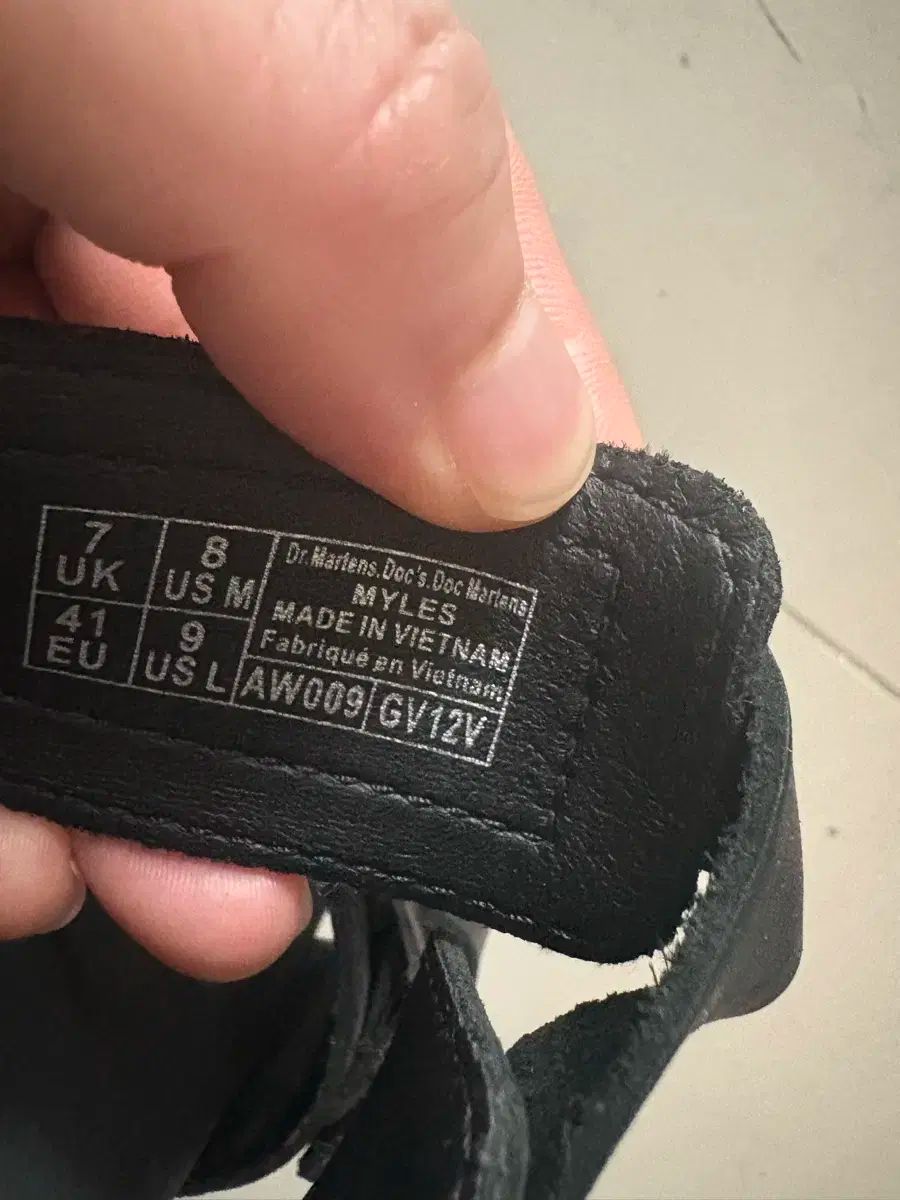 7
UK
8
US M
41
EU
9
US L
Dr.Martens.Doc's.Doc Martens
MYLES
MADE IN VIETNAM
Fabriqué en Vietnam
AW009
GV12V